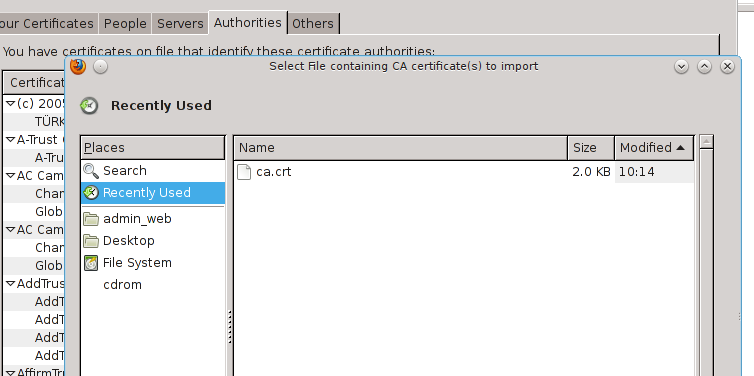 our Certificates People Servers Authorities Others
You have certificates on file that identify these certificate authorities:
Select File containing CA certificate(s) to import
Certifica
(c) 2005
TÜRK
A-Trust
A-Tru
AC Cam
Char
Glob
AC Cam
Char
Glob
AddTrus
AddT
AddT
AddT
AddT
AffirmTr
Recently Used
Places
Search
Recently Used
admin_web
Desktop
File System
cdrom
Name Size Modified
ca.crt 2.0 KB 10:14